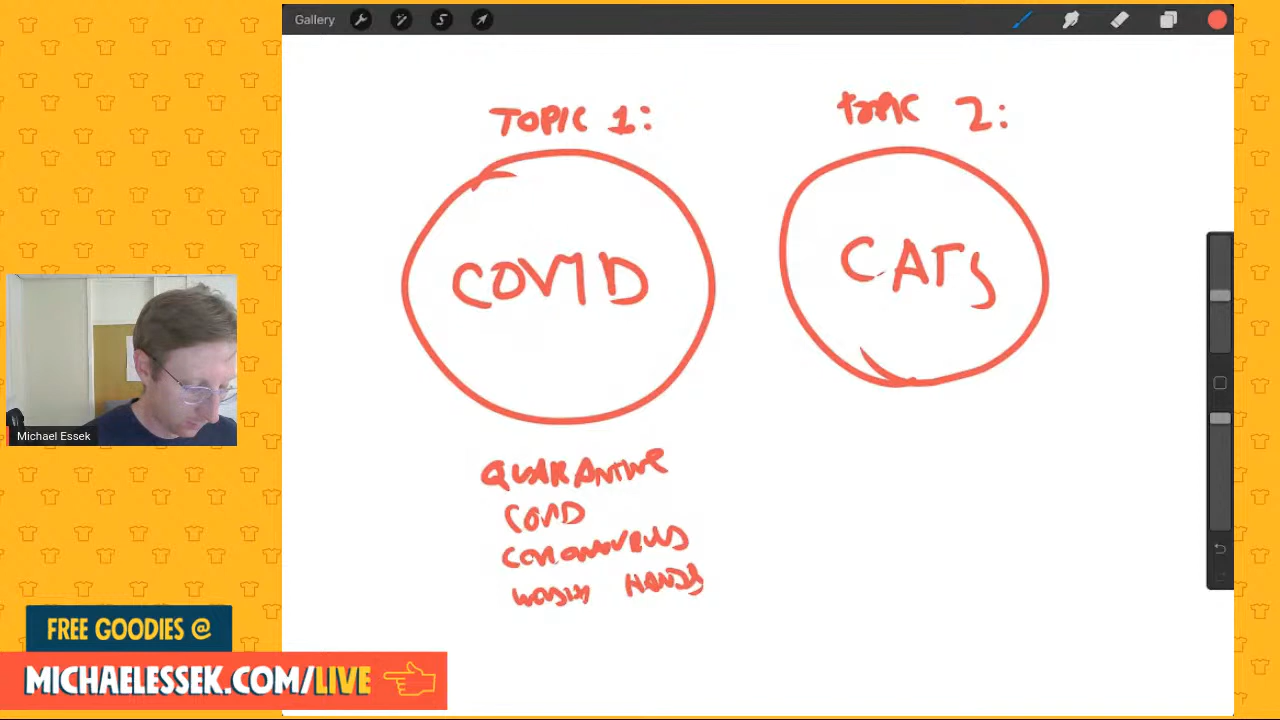 Gallery
TOPIC 1:
TOPIC 2:
COVID
CATS
QUARANTINE
COVID
CORONAVIRUS
WASH HANDS
Michael Essek
FREE GOODIES @
MICHAELESSEK.COM/LIVE